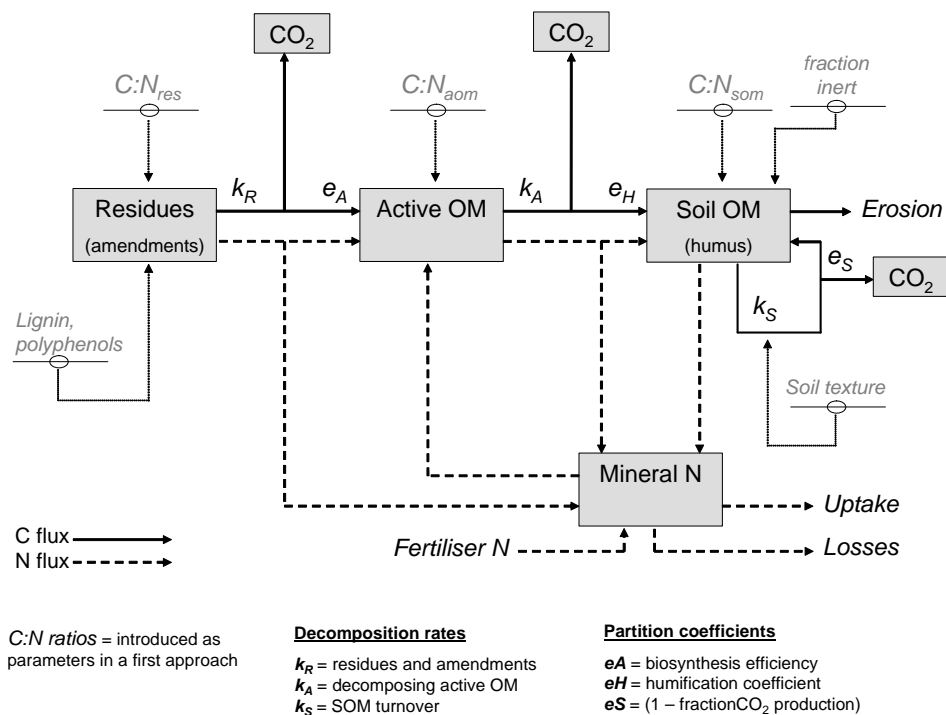 CO2
CO2
C:Nres
C:Naom
C:Nsom
fraction
inert
kR
eA
kA
eH
Residues
(amendments)
Active OM
Soil OM
(humus)
Erosion
eS
CO2
kS
Lignin,
polyphenols
Soil texture
Mineral N
Uptake
C flux
N flux
Fertiliser N
Losses
C:N ratios = introduced as
parameters in a first approach
Decomposition rates
kR = residues and amendments
kA = decomposing active OM
kS = SOM turnover
Partition coefficients
eA = biosynthesis efficiency
eH = humification coefficient
eS = (1 – fractionCO2 production)